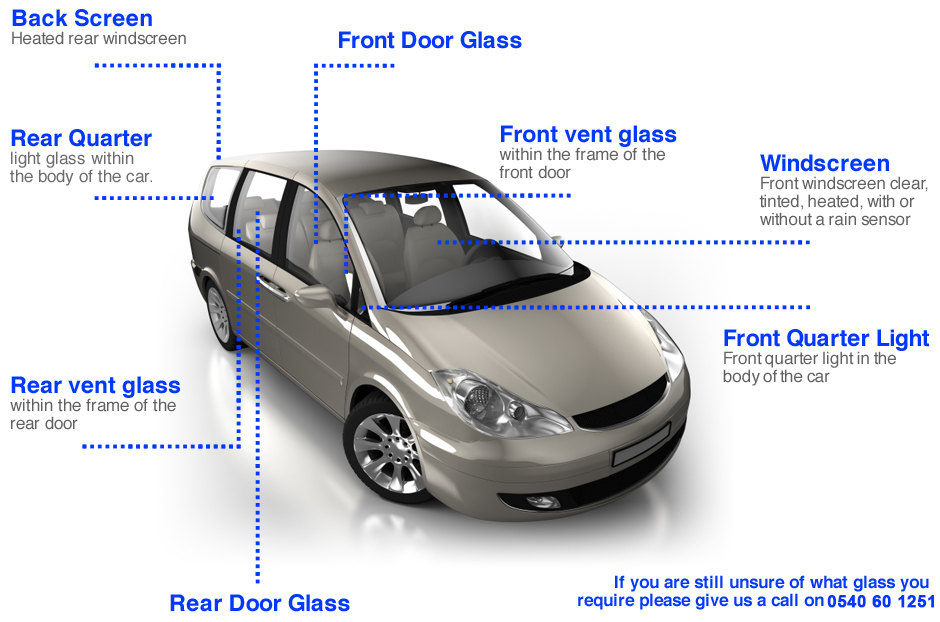 Back Screen
Heated rear windscreen
Front Door Glass
Rear Quarter
light glass within
the body of the car.
Front vent glass
within the frame of the
front door
Windscreen
Front windscreen clear,
tinted, heated, with or
without a rain sensor
Front Quarter Light
Front quarter light in the
body of the car
Rear vent glass
within the frame of the
rear door
Rear Door Glass
If you are still unsure of what glass you
require please give us a call on 0540 60 1251